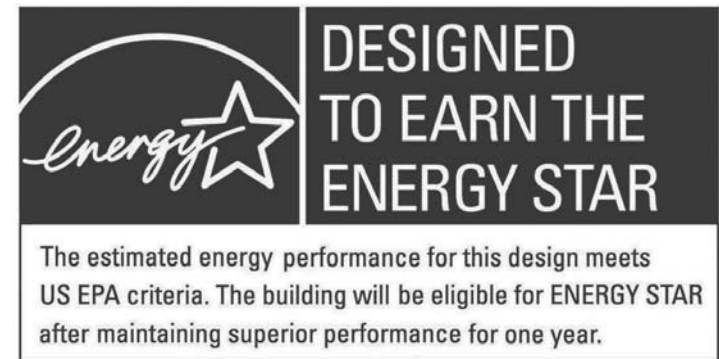 energy
DESIGNED
TO EARN THE
ENERGY STAR
The estimated energy performance for this design meets
US EPA criteria. The building will be eligible for ENERGY STAR
after maintaining superior performance for one year.